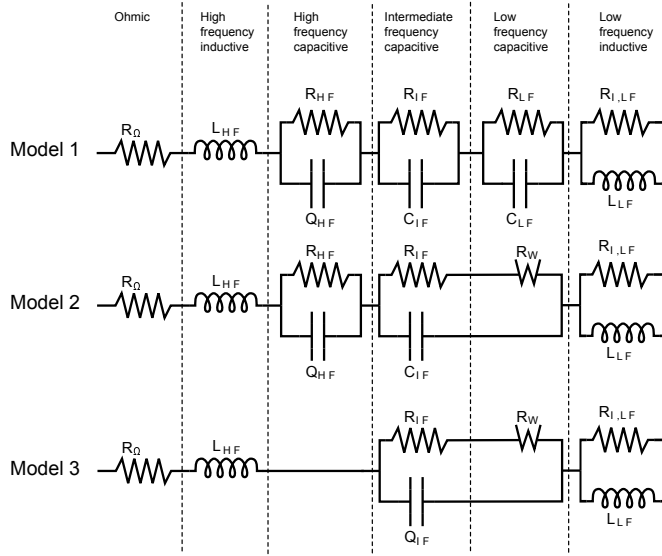 Ohmic
High
frequency
inductive
High
frequency
capacitive
Intermediate
frequency
capacitive
Low
frequency
capacitive
Low
frequency
inductive
Model 1
RΩ
LHF
RHF
QHF
RIF
CIF
RLF
CLF
RI,LF
LLF
Model 2
RΩ
LHF
RHF
QHF
RIF
RW
CIF
RI,LF
LLF
Model 3
RΩ
LHF
RIF
RW
QIF
RI,LF
LLF